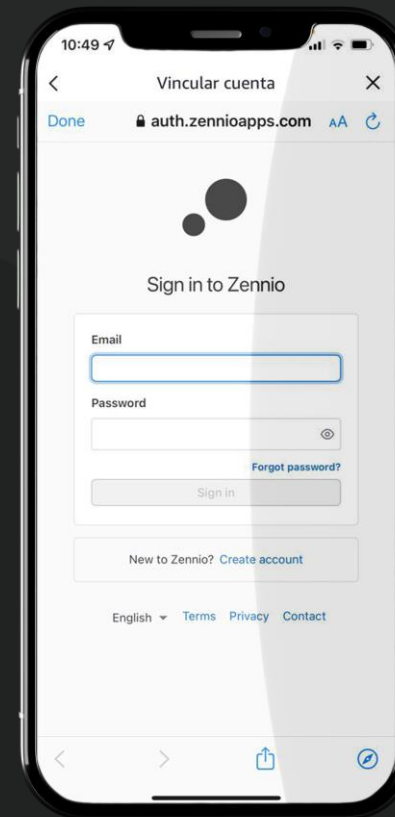 10:49
Vincular cuenta
Done auth.zennioapps.com AA
Sign in to Zennio
Email
Password
Forgot password?
Sign in
New to Zennio? Create account
English Terms Privacy Contact